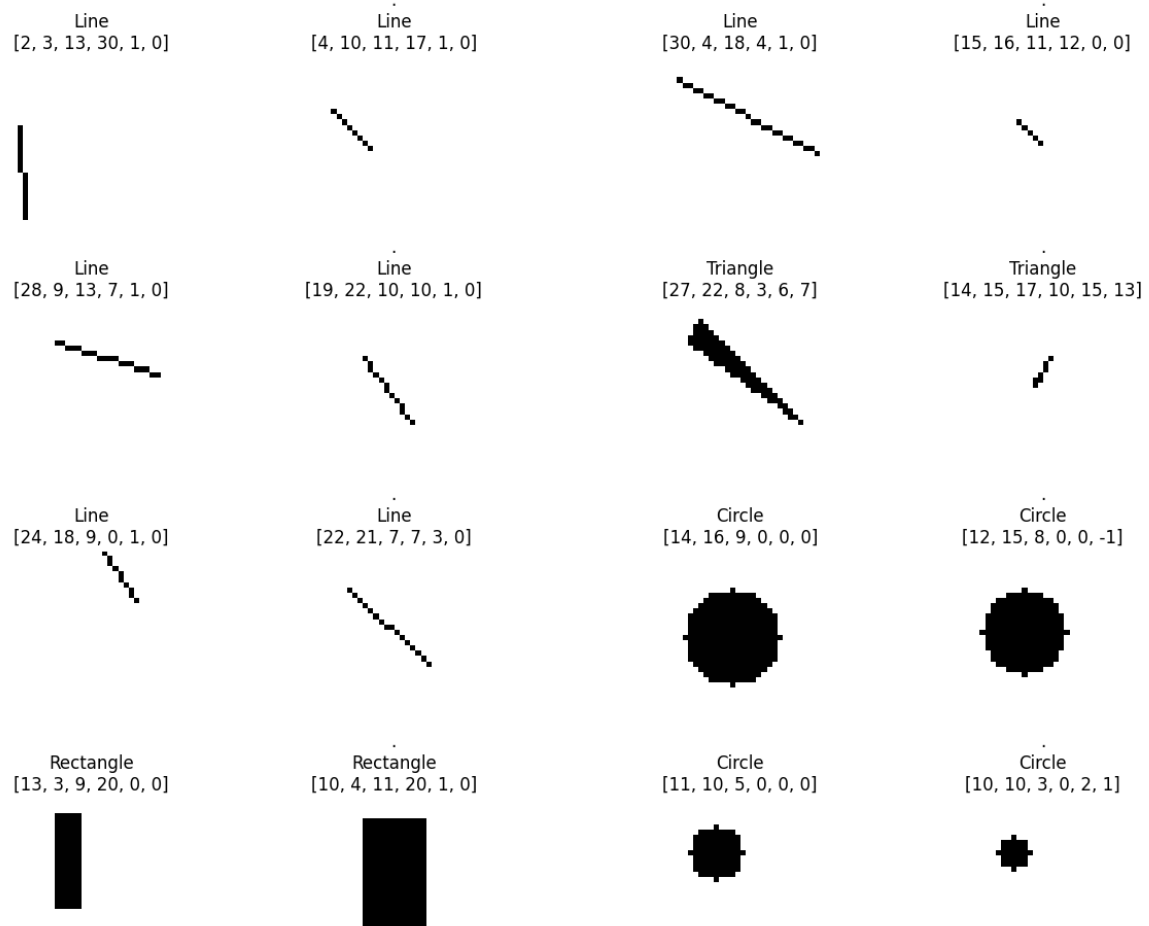 Line
[2, 3, 13, 30, 1, 0]
Line
[4, 10, 11, 17, 1, 0]
Line
[30, 4, 18, 4, 1, 0]
Line
[15, 16, 11, 12, 0, 0]
Line
[28, 9, 13, 7, 1, 0]
Line
[19, 22, 10, 10, 1, 0]
Triangle
[27, 22, 8, 3, 6, 7]
Triangle
[14, 15, 17, 10, 15, 13]
Line
[24, 18, 9, 0, 1, 0]
Line
[22, 21, 7, 7, 3, 0]
Circle
[14, 16, 9, 0, 0, 0]
Circle
[12, 15, 8, 0, 0, -1]
Rectangle
[13, 3, 9, 20, 0, 0]
Rectangle
[10, 4, 11, 20, 1, 0]
Circle
[11, 10, 5, 0, 0, 0]
Circle
[10, 10, 3, 0, 2, 1]